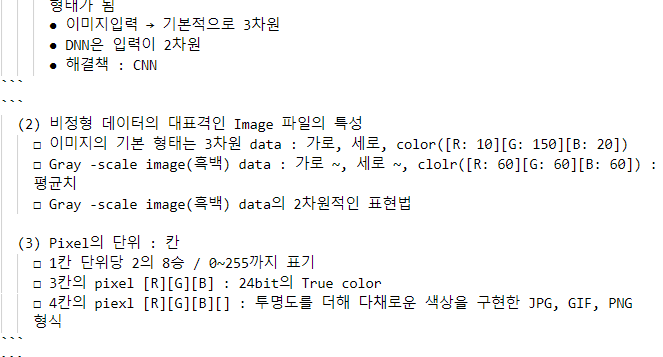 형태가 됨
● 이미지입력 → 기본적으로 3차원
● DNN은 입력이 2차원
● 해결책 : CNN
```
```
(2) 비정형 데이터의 대표격인 Image 파일의 특성
□ 이미지의 기본 형태는 3차원 data : 가로, 세로, color([R: 10][G: 150][B: 20])
□ Gray -scale image(흑백) data : 가로 ~, 세로 ~, clolr([R: 60][G: 60][B: 60]) :
평균치
□ Gray -scale image(흑백) data의 2차원적인 표현법
(3) Pixel의 단위 : 칸
□ 1칸 단위당 2의 8승 / 0~255까지 표기
□ 3칸의 pixel [R][G][B] : 24bit의 True color
□ 4칸의 piexl [R][G][B][] : 투명도를 더해 다채로운 색상을 구현한 JPG, GIF, PNG
형식
```
```